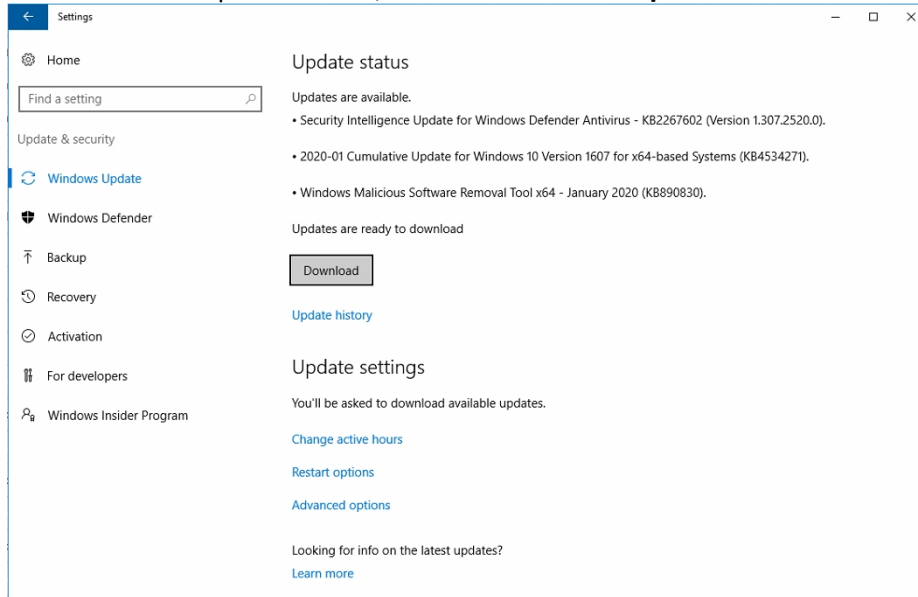 Settings
Home
Find a setting
Update & security
Windows Update
Windows Defender
Backup
Recovery
Activation
For developers
Windows Insider Program
Update status
Updates are available.
• Security Intelligence Update for Windows Defender Antivirus - KB2267602 (Version 1.307.2520.0).
• 2020-01 Cumulative Update for Windows 10 Version 1607 for x64-based Systems (KB4534271).
• Windows Malicious Software Removal Tool x64 - January 2020 (KB890830).
Updates are ready to download
Download
Update history
Update settings
You'll be asked to download available updates.
Change active hours
Restart options
Advanced options
Looking for info on the latest updates?
Learn more